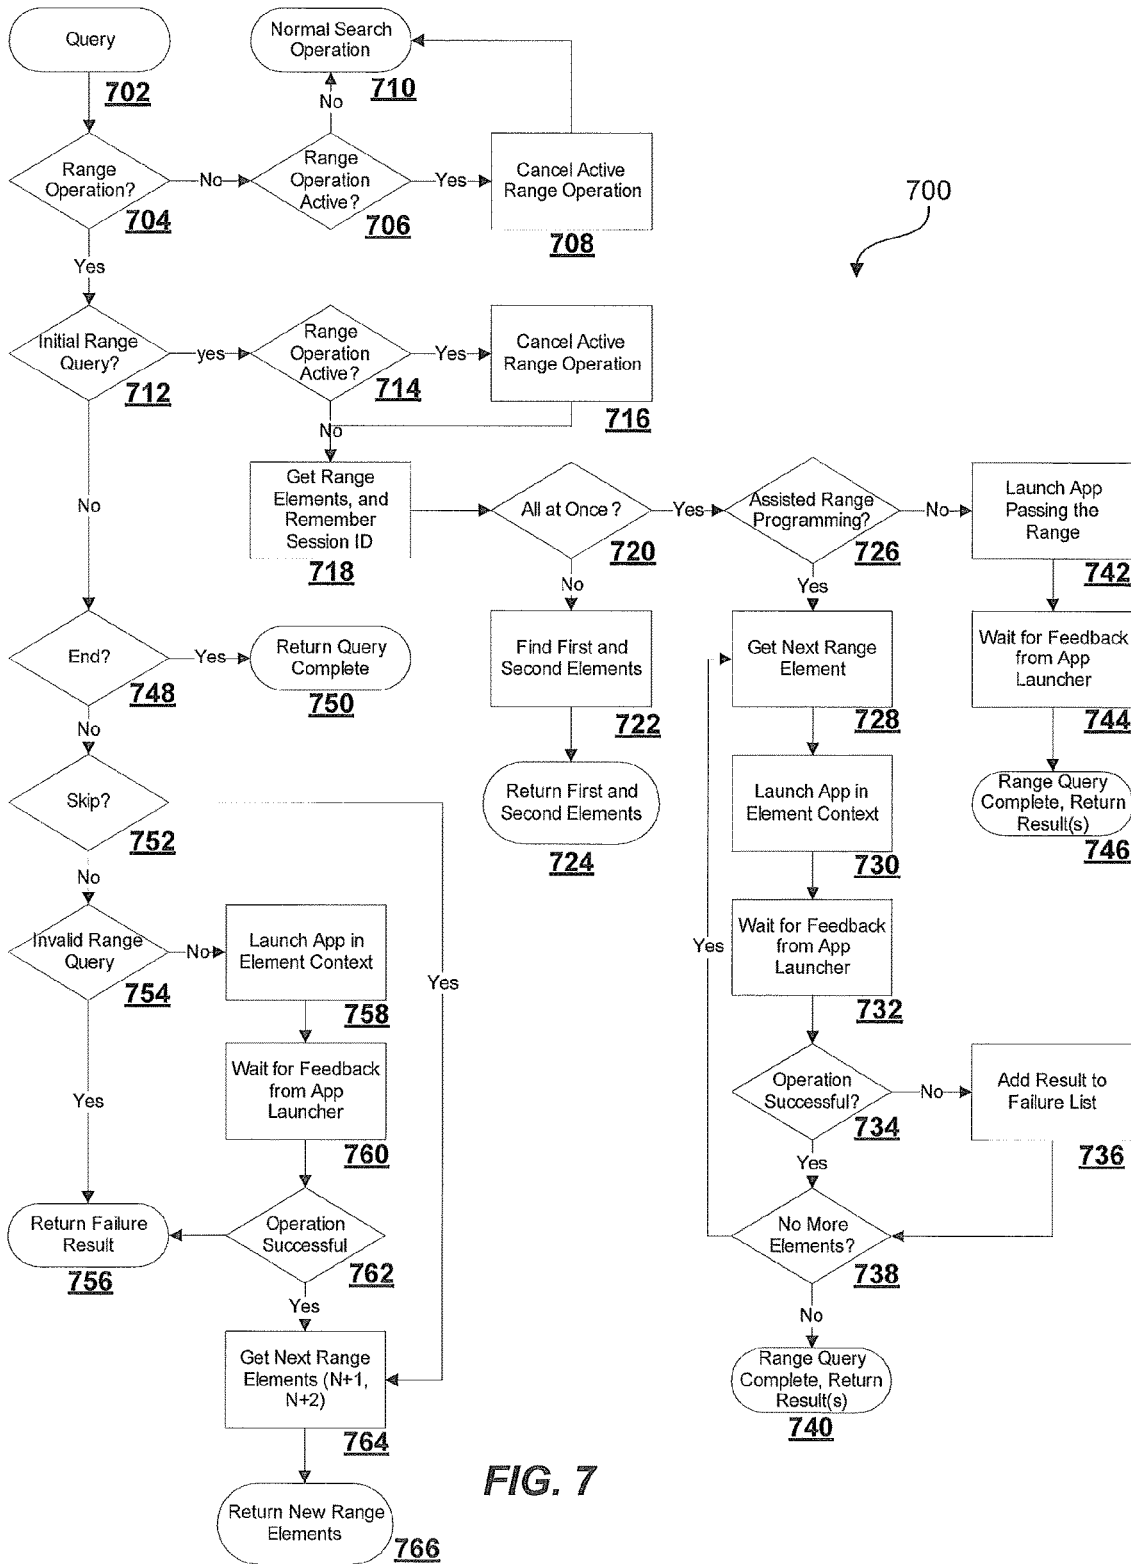 Query
702
Normal Search
Operation
710
No
Range
Operation?
704
No
Range
Operation
Active?
706
Yes
Cancel Active
Range Operation
708
700
Yes
Initial Range
Query?
712
yes
Range
Operation
Active?
714
Yes
Cancel Active
Range Operation
716
No
No
Get Range
Elements, and
Remember
Session ID
718
All at Once ?
720
Yes
Assisted Range
Programming?
726
No
Launch App
Passing the
Range
742
No
Find First and
Second Elements
722
Return First and
Second Elements
724
Yes
Get Next Range
Element
728
Launch App in
Element Context
730
Wait for Feedback
from App
Launcher
732
Yes
Operation
Successful?
734
No
Add Result to
Failure List
736
Yes
No More
Elements?
738
No
Range Query
Complete, Return
Result(s)
740
Wait for Feedback
from App
Launcher
744
Range Query
Complete, Return
Result(s)
746
End?
748
Yes
Return Query
Complete
750
No
Skip?
752
Yes
No
Invalid Range
Query
754
No
Launch App in
Element Context
758
Wait for Feedback
from App
Launcher
760
Yes
Return Failure
Result
756
Operation
Successful
762
Yes
Get Next Range
Elements (N+1,
N+2)
764
Return New Range
Elements
766
FIG. 7